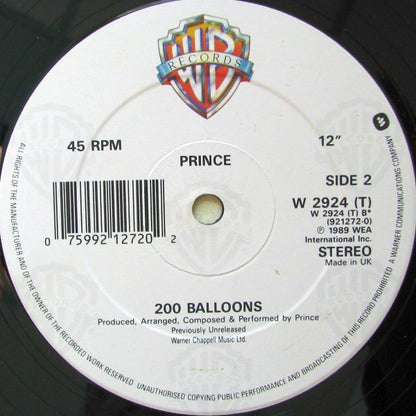 WB
RECORDS
45 RPM
12"
PRINCE
SIDE 2
W 2924 (T)
W 2924 (T) B*
(921272-0)
℗ 1989 WEA
International Inc.
STEREO
Made in UK
0 75992 12720 2
200 BALLOONS
Produced, Arranged, Composed & Performed by Prince
Previously Unreleased
Warner Chappell Music Ltd.
ALL RIGHTS OF THE MANUFACTURER AND OF THE OWNER OF THE RECORDED WORK RESERVED UNAUTHORISED COPYING PUBLIC PERFORMANCE AND BROADCASTING OF THIS RECORD PROHIBITED A WARNER COMMUNICATIONS COMPANY